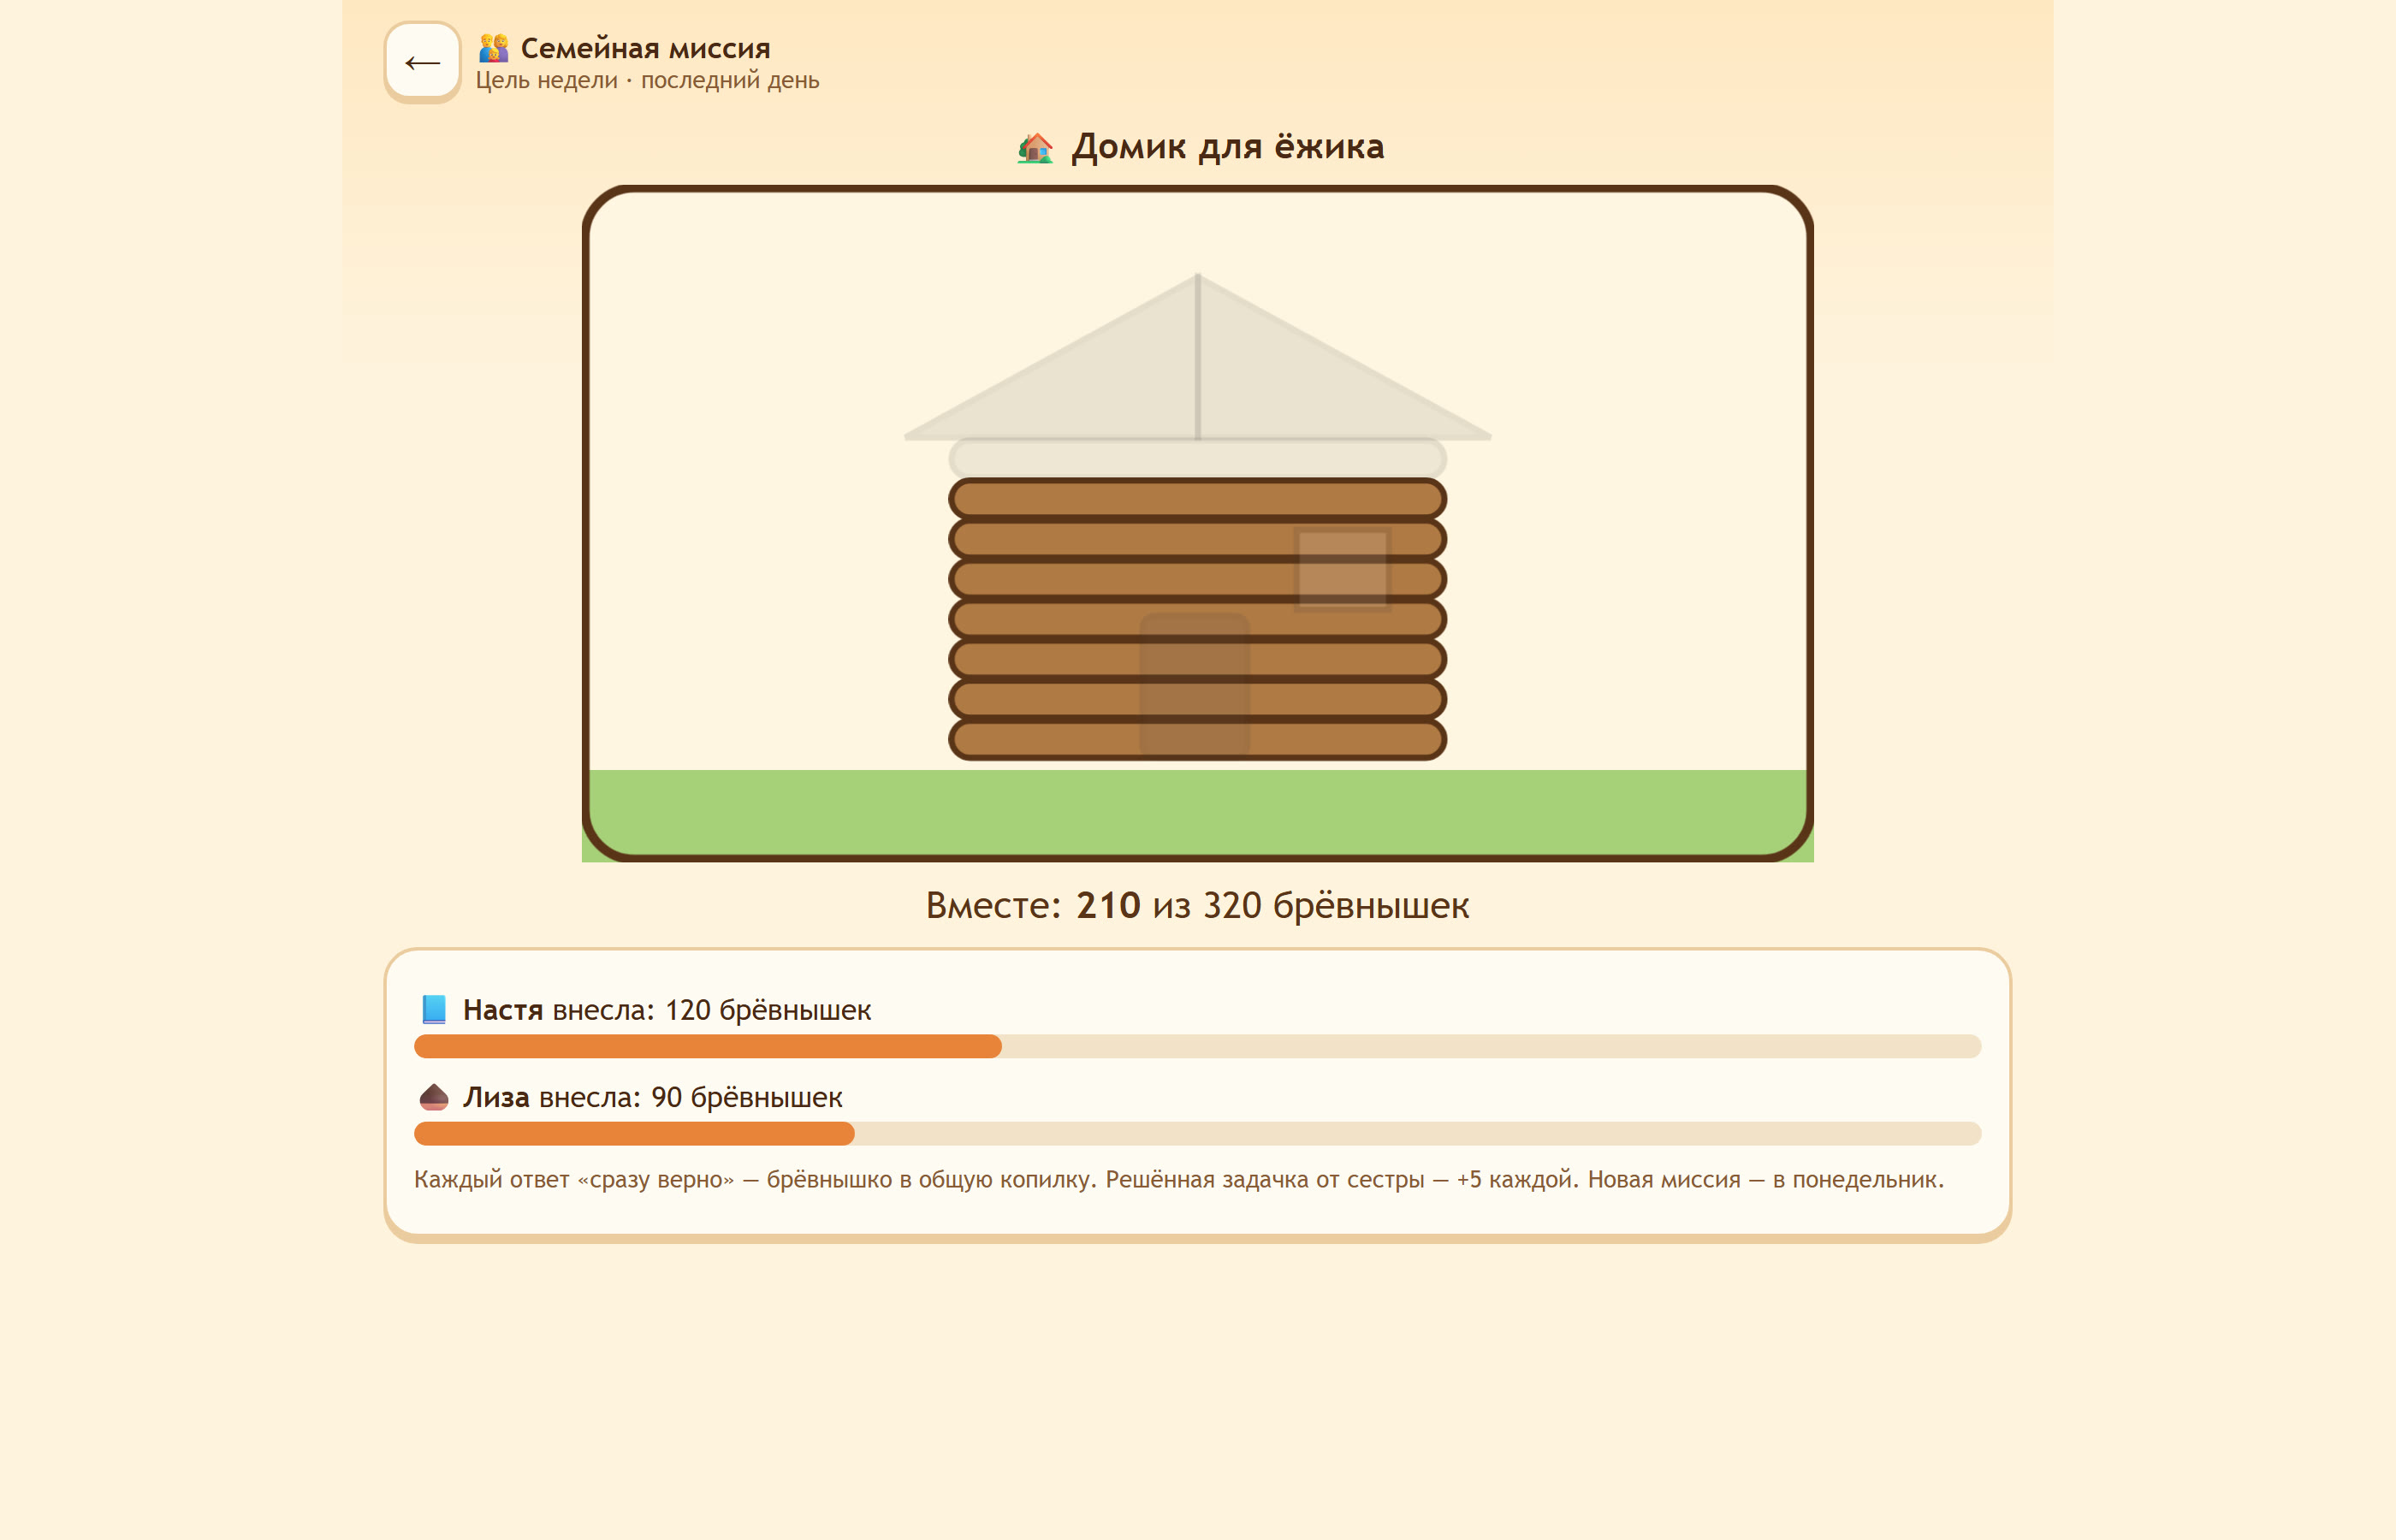 ←
Семейная миссия
Цель недели · последний день
Домик для ёжика
Вместе: 210 из 320 брёвнышек
Настя внесла: 120 брёвнышек
Лиза внесла: 90 брёвнышек
Каждый ответ «сразу верно» — брёвнышко в общую копилку. Решённая задачка от сестры — +5 каждой. Новая миссия — в понедельник.